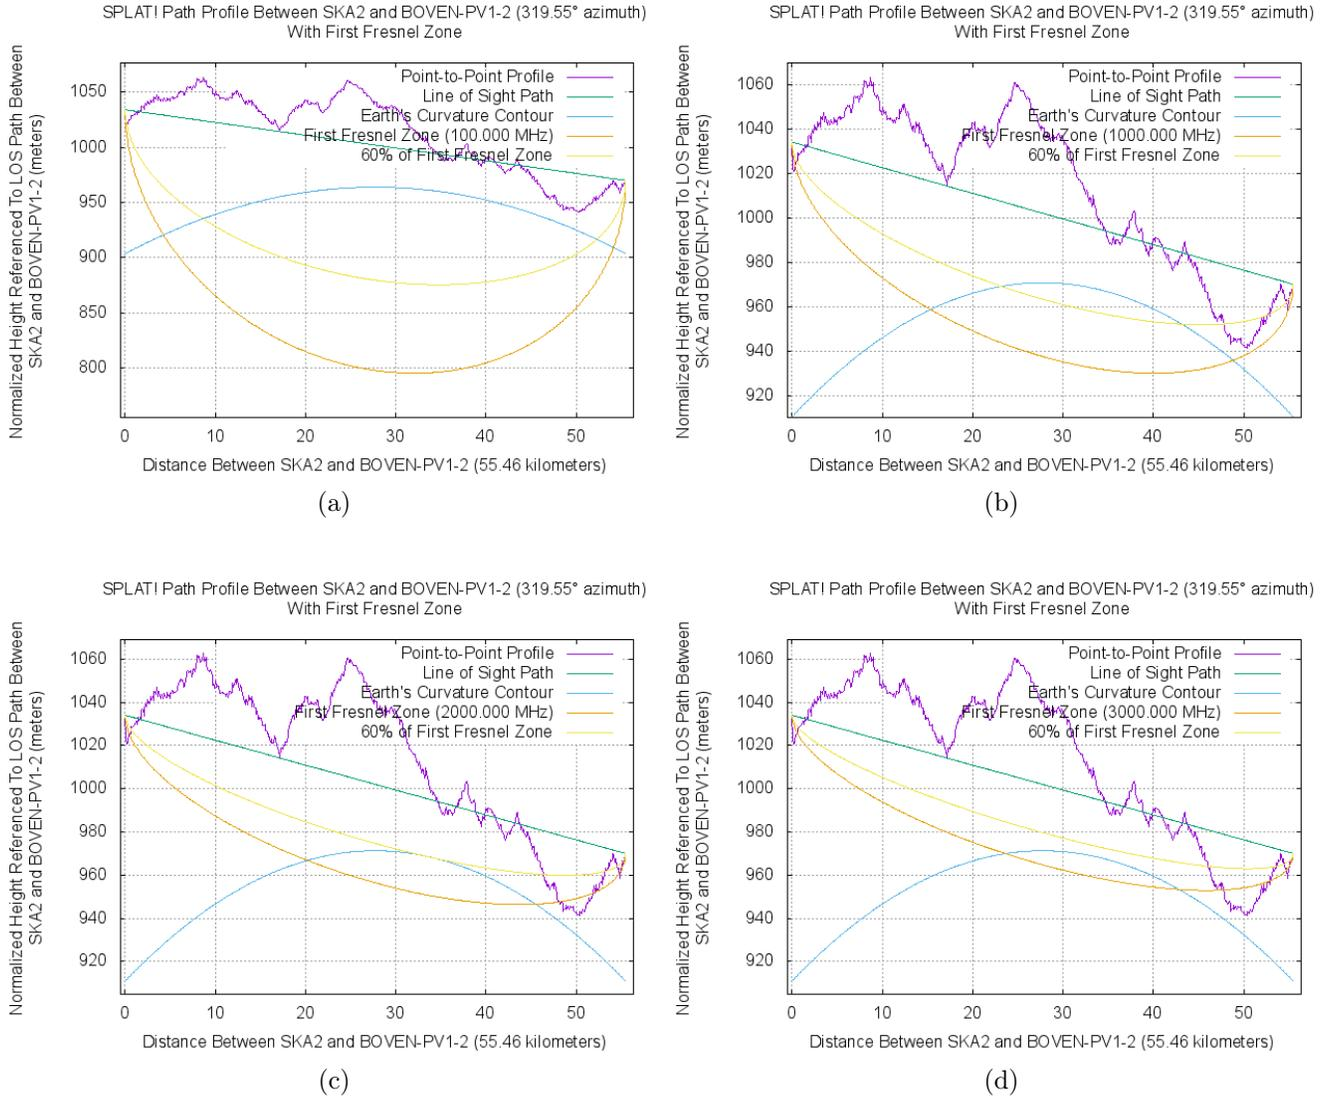 SPLAT! Path Profile Between SKA2 and BOVEN-PV1-2 (319.55° azimuth)
With First Fresnel Zone
Normalized Height Referenced To LOS Path Between
SKA2 and BOVEN-PV1-2 (meters)
1050
1000
950
900
850
800
Point-to-Point Profile
Line of Sight Path
Earth's Curvature Contour
First Fresnel Zone (100.000 MHz)
60% of First Fresnel Zone
0 10 20 30 40 50
Distance Between SKA2 and BOVEN-PV1-2 (55.46 kilometers)
(a)
SPLAT! Path Profile Between SKA2 and BOVEN-PV1-2 (319.55° azimuth)
With First Fresnel Zone
Normalized Height Referenced To LOS Path Between
SKA2 and BOVEN-PV1-2 (meters)
1060
1040
1020
1000
980
960
940
920
Point-to-Point Profile
Line of Sight Path
Earth's Curvature Contour
First Fresnel Zone (1000.000 MHz)
60% of First Fresnel Zone
0 10 20 30 40 50
Distance Between SKA2 and BOVEN-PV1-2 (55.46 kilometers)
(b)
SPLAT! Path Profile Between SKA2 and BOVEN-PV1-2 (319.55° azimuth)
With First Fresnel Zone
Normalized Height Referenced To LOS Path Between
SKA2 and BOVEN-PV1-2 (meters)
1060
1040
1020
1000
980
960
940
920
Point-to-Point Profile
Line of Sight Path
Earth's Curvature Contour
First Fresnel Zone (2000.000 MHz)
60% of First Fresnel Zone
0 10 20 30 40 50
Distance Between SKA2 and BOVEN-PV1-2 (55.46 kilometers)
(c)
SPLAT! Path Profile Between SKA2 and BOVEN-PV1-2 (319.55° azimuth)
With First Fresnel Zone
Normalized Height Referenced To LOS Path Between
SKA2 and BOVEN-PV1-2 (meters)
1060
1040
1020
1000
980
960
940
920
Point-to-Point Profile
Line of Sight Path
Earth's Curvature Contour
First Fresnel Zone (3000.000 MHz)
60% of First Fresnel Zone
0 10 20 30 40 50
Distance Between SKA2 and BOVEN-PV1-2 (55.46 kilometers)
(d)